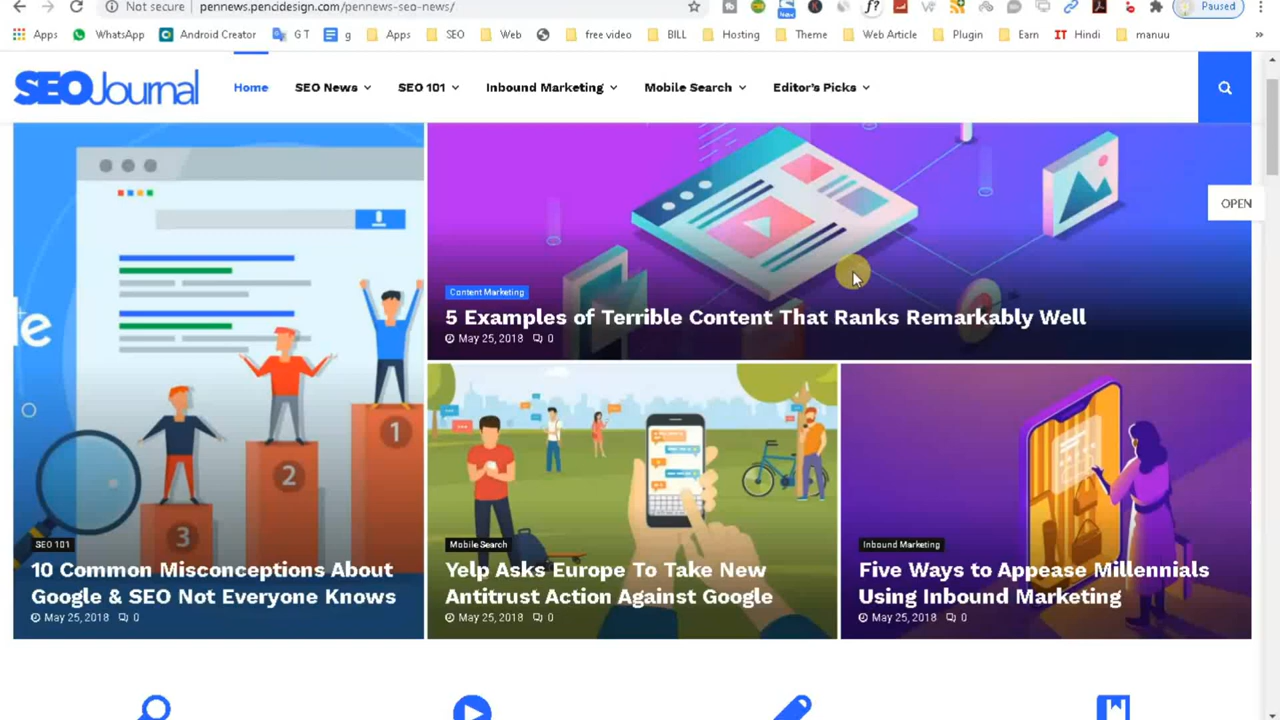 Not secure | pennews.pencidesign.com/pennews-seo-news/
Paused
Apps WhatsApp Android Creator G T g Apps SEO Web free video BILL Hosting Theme Web Article Plugin Earn IT Hindi manuu »
SEOJournal Home SEO News SEO 101 Inbound Marketing Mobile Search Editor's Picks
OPEN
Content Marketing
5 Examples of Terrible Content That Ranks Remarkably Well
May 25, 2018 0
1
2
3
SEO 101
10 Common Misconceptions About
Google & SEO Not Everyone Knows
May 25, 2018 0
Mobile Search
Yelp Asks Europe To Take New
Antitrust Action Against Google
May 25, 2018 0
Inbound Marketing
Five Ways to Appease Millennials
Using Inbound Marketing
May 25, 2018 0